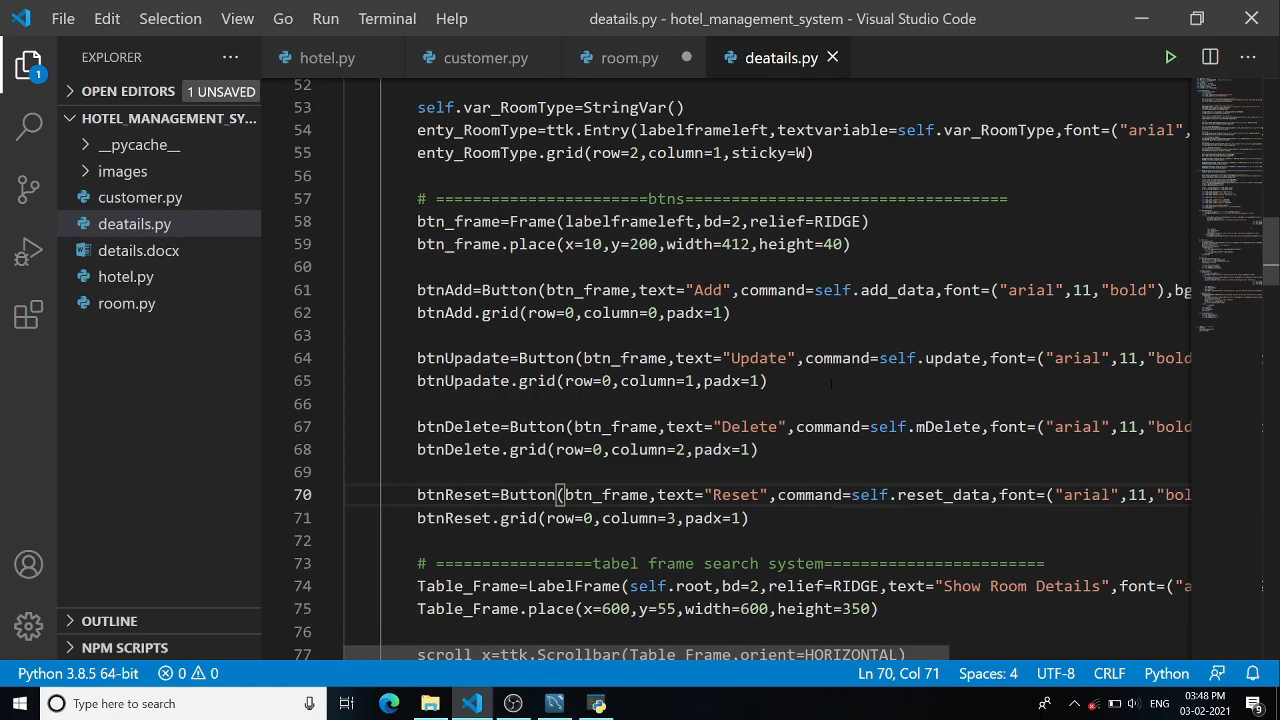 File Edit Selection View Go Run Terminal Help deatails.py - hotel_management_system - Visual Studio Code
EXPLORER
hotel.py customer.py room.py deatails.py
1
OPEN EDITORS 1 UNSAVED
HOTEL_MANAGEMENT_SY...
__pycache__
images
customer.py
deatails.py
details.docx
hotel.py
room.py
OUTLINE
NPM SCRIPTS
52
53 self.var_RoomType=StringVar()
54 enty_RoomType=ttk.Entry(labelframeleft,textvariable=self.var_RoomType,font=("arial",
55 enty_RoomType.grid(row=2,column=1,sticky=W)
56
57 # =======================btns===================================
58 btn_frame=Frame(labelframeleft,bd=2,relief=RIDGE)
59 btn_frame.place(x=10,y=200,width=412,height=40)
60
61 btnAdd=Button(btn_frame,text="Add",command=self.add_data,font=("arial",11,"bold"),bg
62 btnAdd.grid(row=0,column=0,padx=1)
63
64 btnUpadate=Button(btn_frame,text="Update",command=self.update,font=("arial",11,"bold
65 btnUpadate.grid(row=0,column=1,padx=1)
66
67 btnDelete=Button(btn_frame,text="Delete",command=self.mDelete,font=("arial",11,"bold
68 btnDelete.grid(row=0,column=2,padx=1)
69
70 btnReset=Button(btn_frame,text="Reset",command=self.reset_data,font=("arial",11,"bol
71 btnReset.grid(row=0,column=3,padx=1)
72
73 # =================tabel frame search system========================
74 Table_Frame=LabelFrame(self.root,bd=2,relief=RIDGE,text="Show Room Details",font=("a
75 Table_Frame.place(x=600,y=55,width=600,height=350)
76
77 scroll_x=ttk.Scrollbar(Table_Frame,orient=HORIZONTAL)
Python 3.8.5 64-bit 0 0 Ln 70, Col 71 Spaces: 4 UTF-8 CRLF Python
Type here to search
ENG
03:48 PM
03-02-2021
9